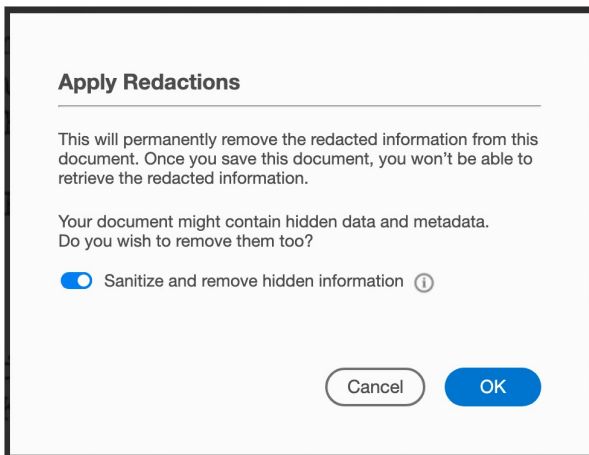 Apply Redactions
This will permanently remove the redacted information from this
document. Once you save this document, you won’t be able to
retrieve the redacted information.
Your document might contain hidden data and metadata.
Do you wish to remove them too?
Sanitize and remove hidden information
Cancel OK